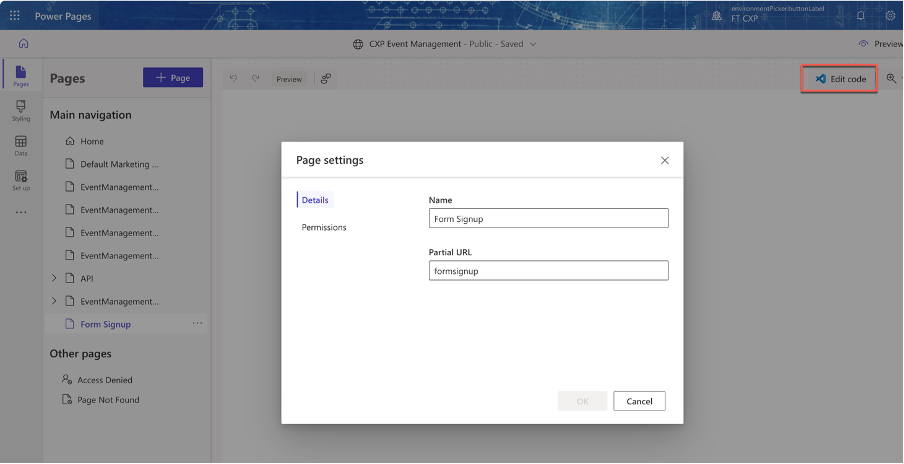 Power Pages
environmentPicker.buttonLabel
FT CXP
CXP Event Management - Public - Saved
Preview
Pages
Styling
Data
Set up
Pages
+ Page
Main navigation
Home
Default Marketing ...
EventManagement...
EventManagement...
EventManagement...
EventManagement...
API
EventManagement...
Form Signup
Other pages
Access Denied
Page Not Found
Preview
Edit code
Page settings
Details
Permissions
Name
Form Signup
Partial URL
formsignup
OK
Cancel